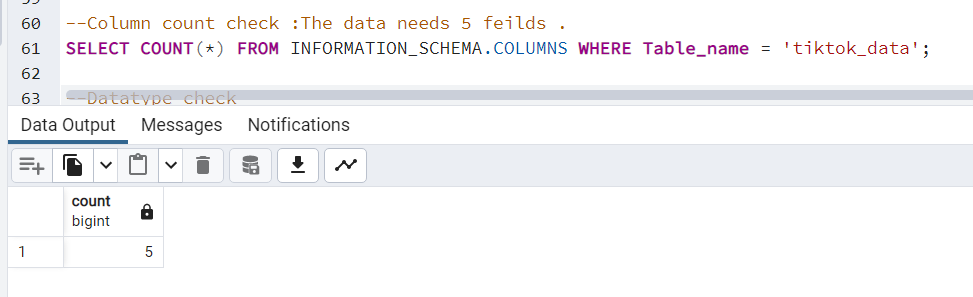 60 --Column count check :The data needs 5 feilds .
61 SELECT COUNT(*) FROM INFORMATION_SCHEMA.COLUMNS WHERE Table_name = 'tiktok_data';
62
63 --Datatype check
Data Output Messages Notifications
count
bigint
1 5